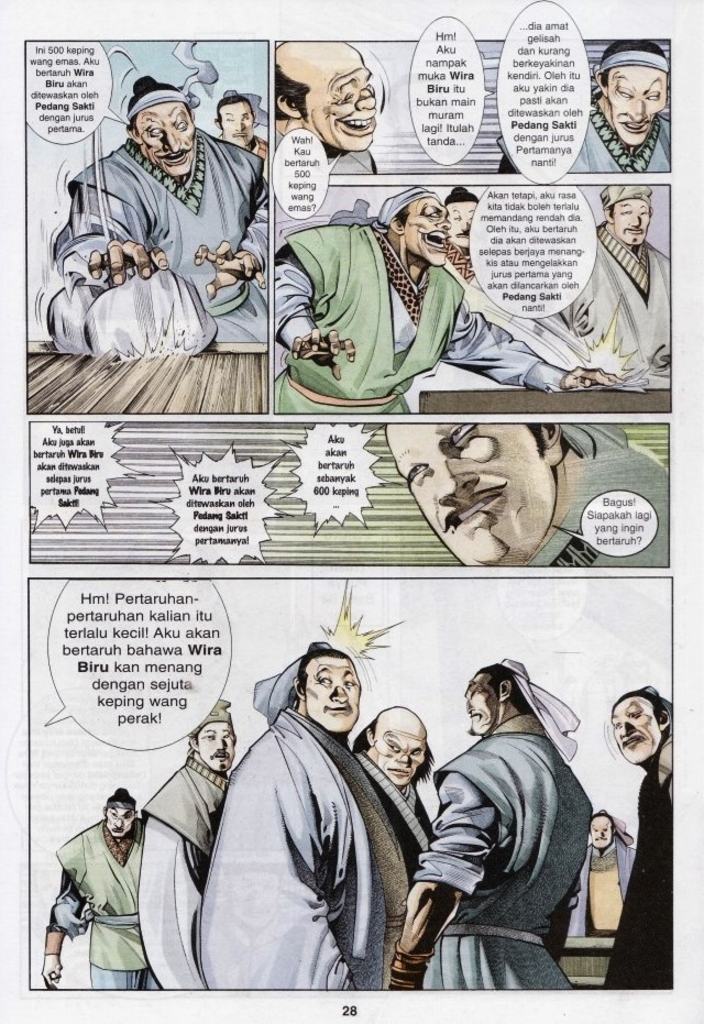 Ini 500 keping
wang emas. Aku
bertaruh Wira
Biru akan
ditewaskan oleh
Pedang Sakti
dengan jurus
pertama.
Wah!
Kau
bertaruh
500
keping
wang
emas?
Hm!
Aku
nampak
muka Wira
Biru itu
bukan main
muram
lagi! Itulah
tanda...
...dia amat
gelisah
dan kurang
berkeyakinan
kendiri. Oleh itu
aku yakin dia
pasti akan
ditewaskan oleh
Pedang Sakti
dengan jurus
Pertamanya
nanti!
Akan tetapi, aku rasa
kita tidak boleh terlalu
memandang rendah dia.
Oleh itu, aku bertaruh
dia akan ditewaskan
selepas berjaya menang-
kis atau mengelakkan
jurus pertama yang
akan dilancarkan oleh
Pedang Sakti
nanti!
Ya, betul!
Aku juga akan
bertaruh Wira Biru
akan ditewaskan
selepas jurus
pertama Pedang
Sakti!
Aku bertaruh
Wira Biru akan
ditewaskan oleh
Pedang Sakti
dengan jurus
pertamanya!
Aku
akan
bertaruh
sebanyak
600 keping
...
Bagus!
Siapakah lagi
yang ingin
bertaruh?
Hm! Pertaruhan-
pertaruhan kalian itu
terlalu kecil! Aku akan
bertaruh bahawa Wira
Biru kan menang
dengan sejuta
keping wang
perak!
28